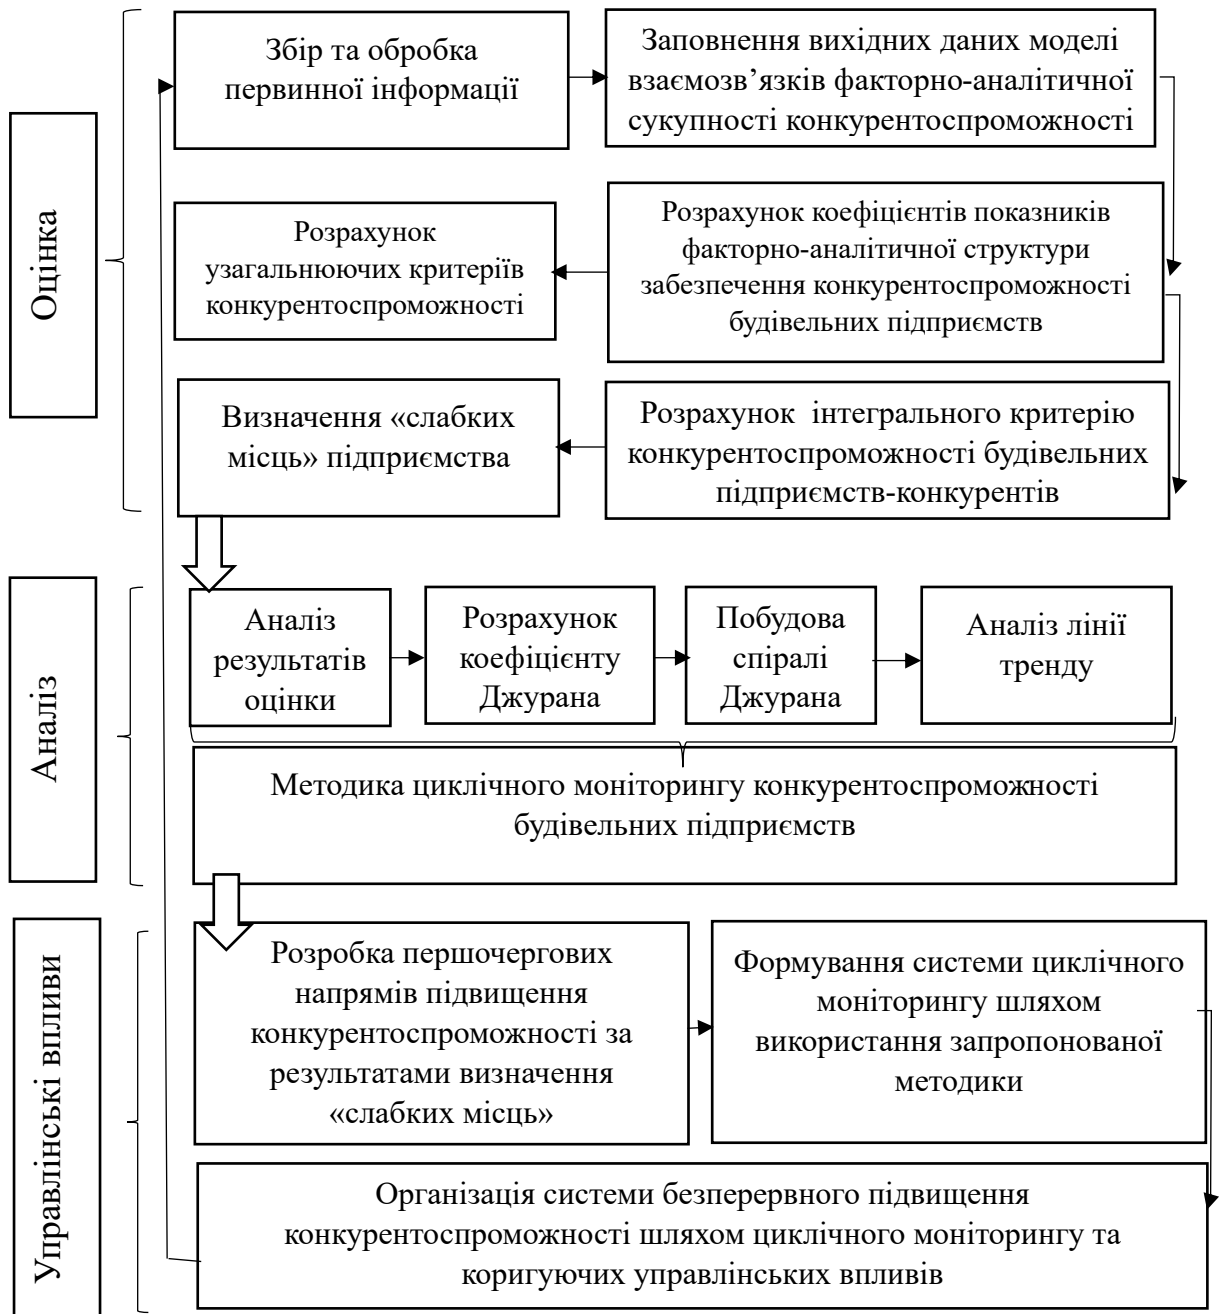 Оцінка
Збір та обробка
первинної інформації
Заповнення вихідних даних моделі
взаємозв’язків факторно-аналітичної
сукупності конкурентоспроможності
Розрахунок
узагальнюючих критеріїв
конкурентоспроможності
Розрахунок коефіцієнтів показників
факторно-аналітичної структури
забезпечення конкурентоспроможності
будівельних підприємств
Визначення «слабких
місць» підприємства
Розрахунок інтегрального критерію
конкурентоспроможності будівельних
підприємств-конкурентів
Аналіз
Аналіз
результатів
оцінки
Розрахунок
коефіцієнту
Джурана
Побудова
спіралі
Джурана
Аналіз лінії
тренду
Методика циклічного моніторингу конкурентоспроможності
будівельних підприємств
Управлінські впливи
Розробка першочергових
напрямів підвищення
конкурентоспроможності за
результатами визначення
«слабких місць»
Формування системи циклічного
моніторингу шляхом
використання запропонованої
методики
Організація системи безперервного підвищення
конкурентоспроможності шляхом циклічного моніторингу та
коригуючих управлінських впливів